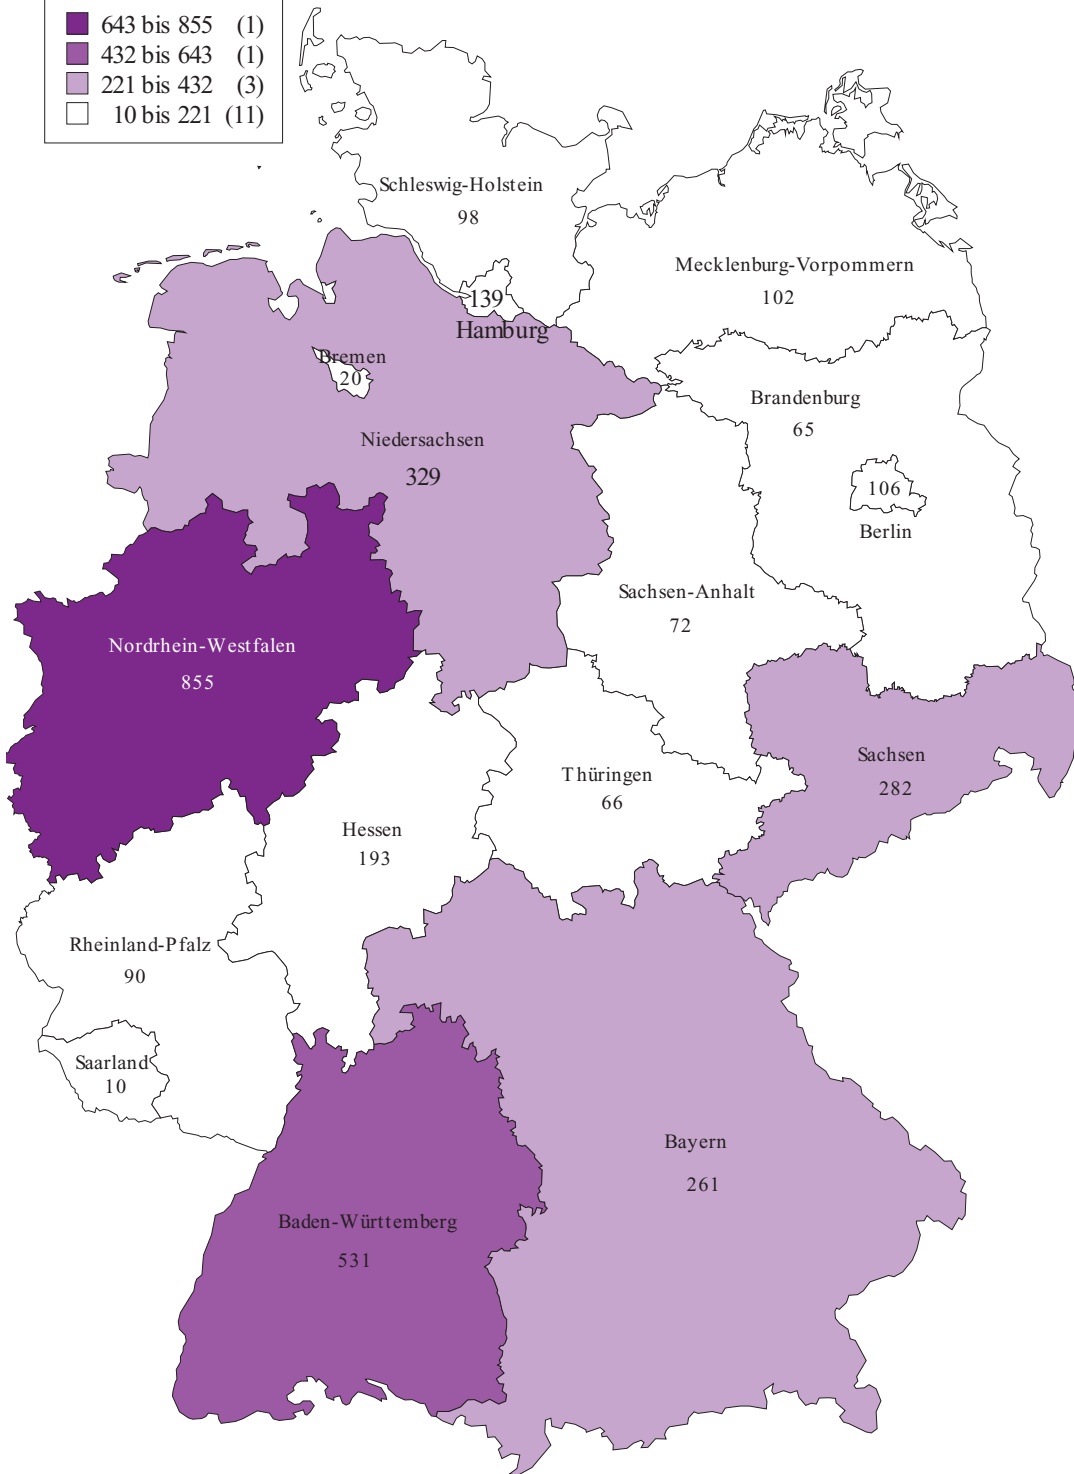 643 bis 855 (1)
432 bis 643 (1)
221 bis 432 (3)
10 bis 221 (11)
Schleswig-Holstein
98
Mecklenburg-Vorpommern
102
139
Hamburg
Bremen
20
Brandenburg
65
Niedersachsen
329
106
Berlin
Sachsen-Anhalt
72
Nordrhein-Westfalen
855
Sachsen
282
Thüringen
66
Hessen
193
Rheinland-Pfalz
90
Saarland
10
Bayern
261
Baden-Württemberg
531